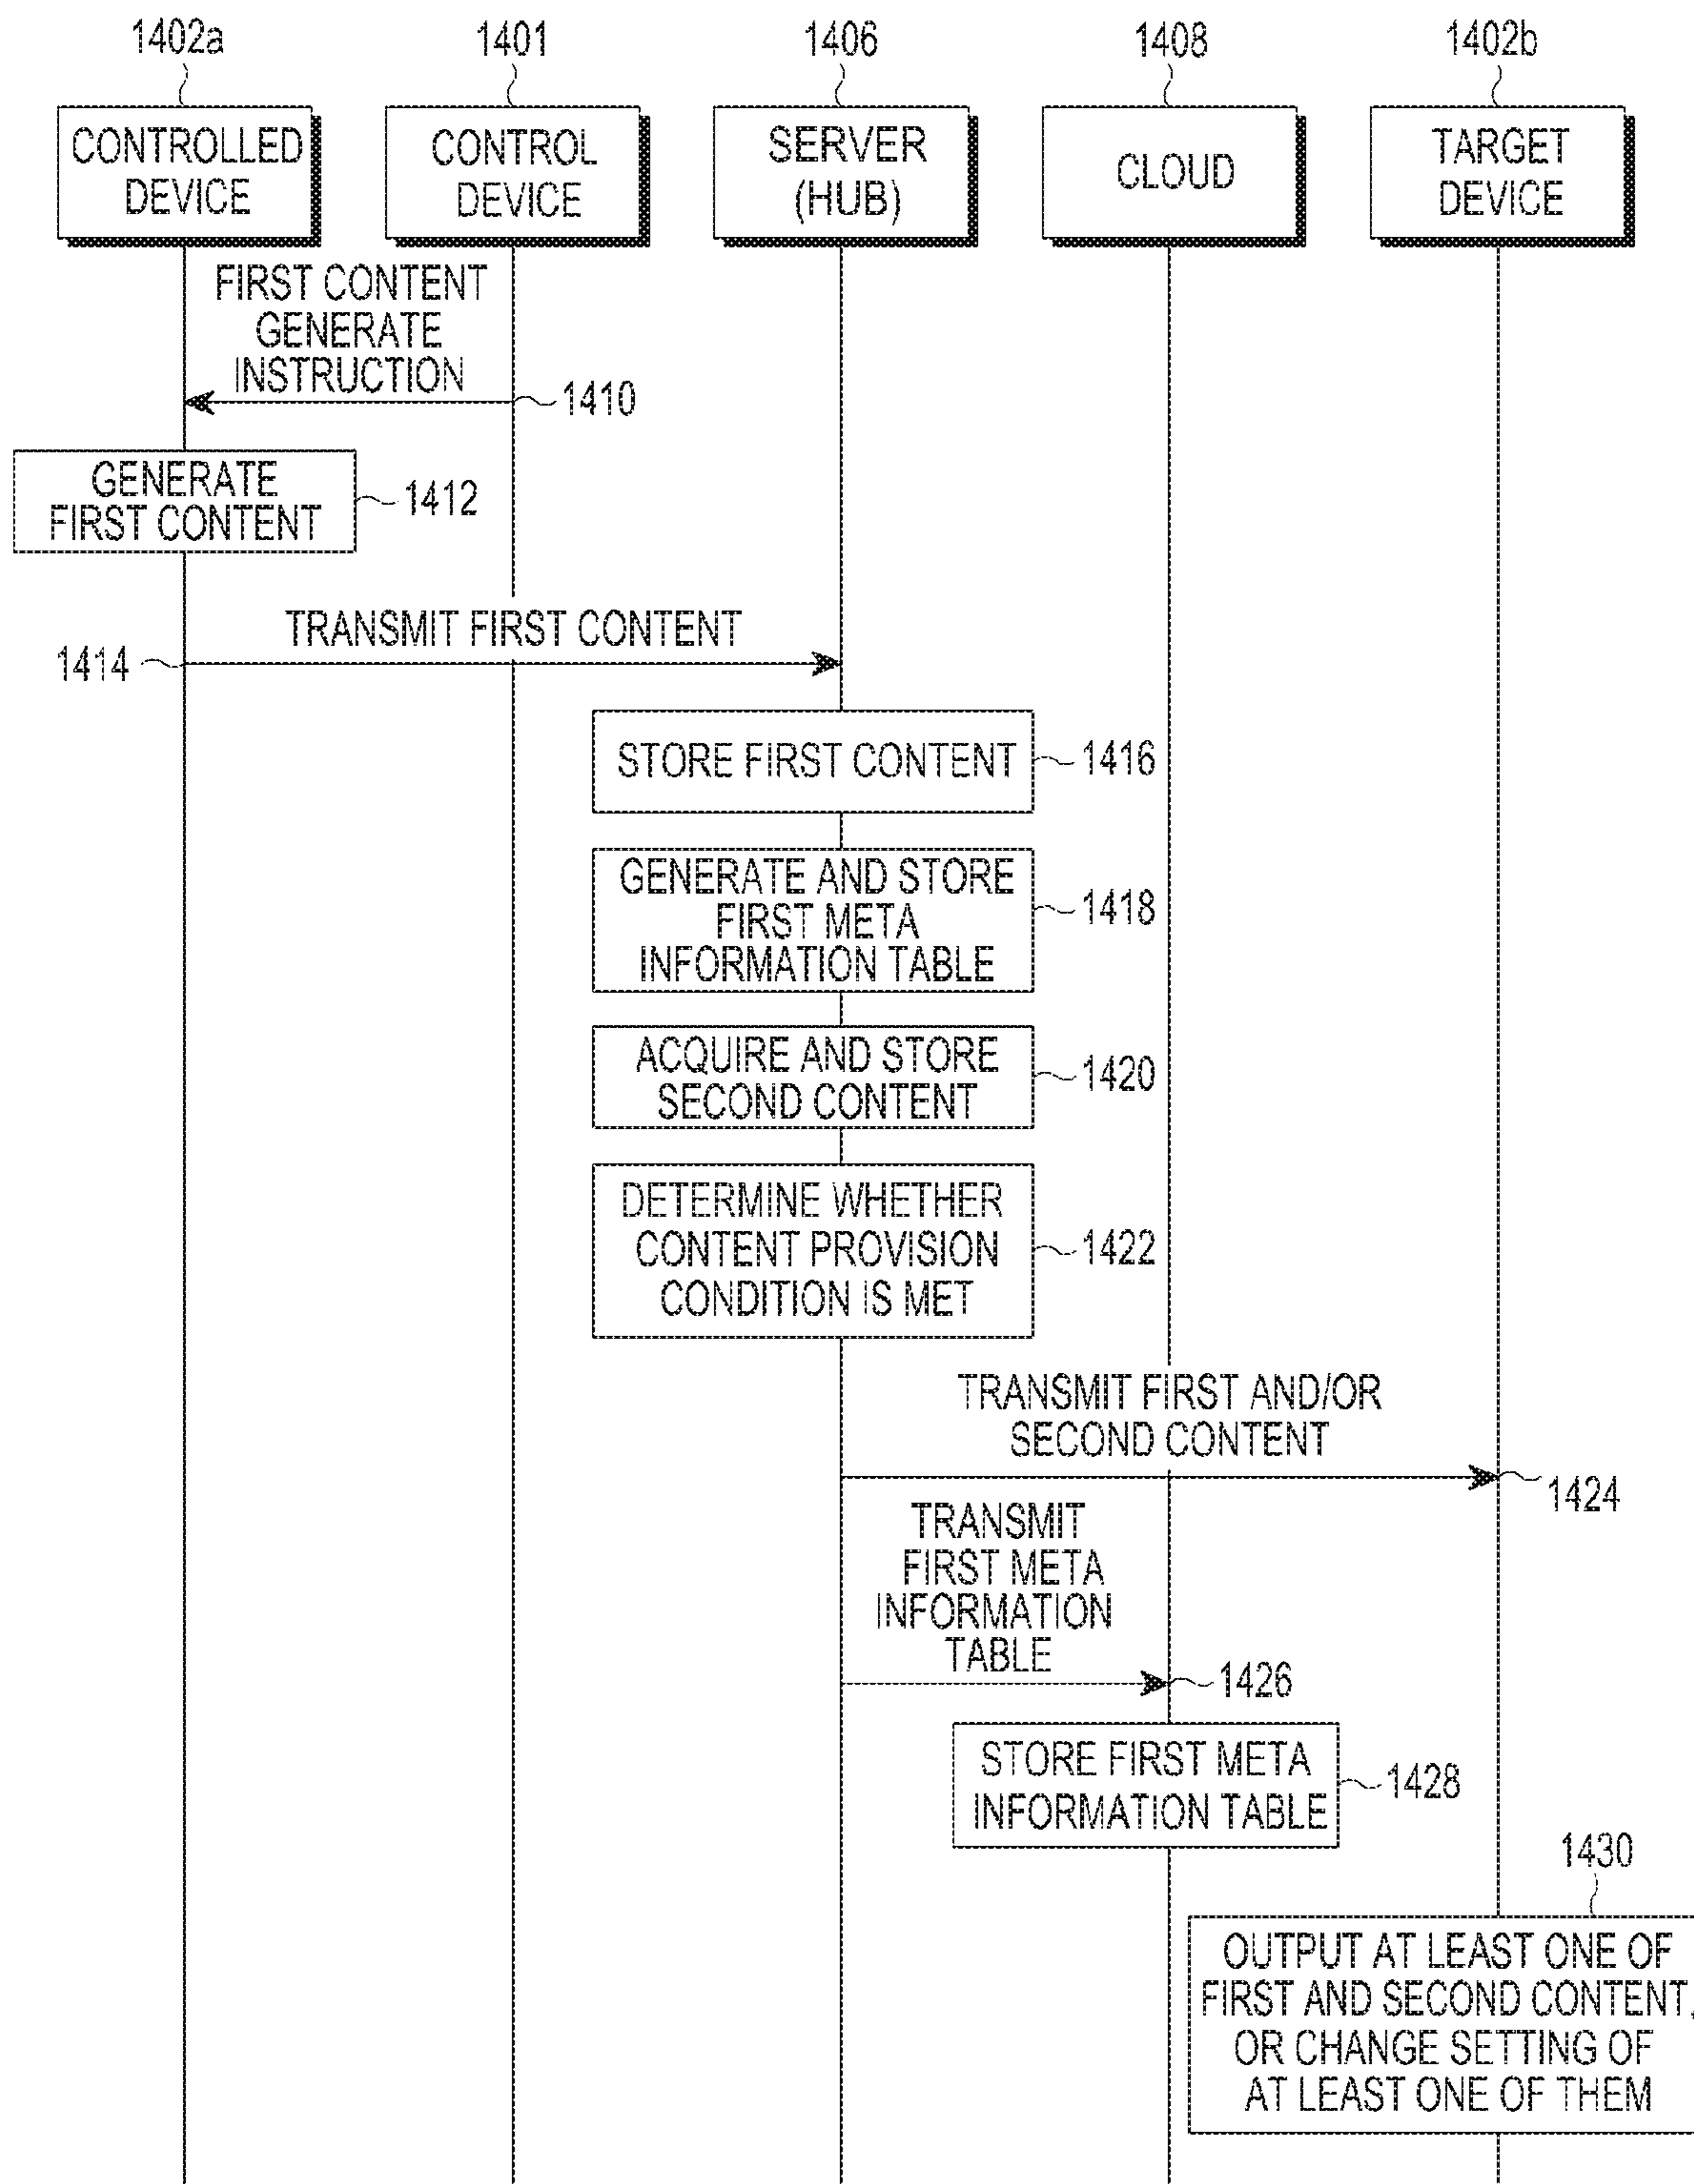 1402a
1401
1406
1408
1402b
CONTROLLED
DEVICE
CONTROL
DEVICE
SERVER
(HUB)
CLOUD
TARGET
DEVICE
FIRST CONTENT
GENERATE
INSTRUCTION
1410
GENERATE
FIRST CONTENT
1412
TRANSMIT FIRST CONTENT
1414
STORE FIRST CONTENT
1416
GENERATE AND STORE
FIRST META
INFORMATION TABLE
1418
ACQUIRE AND STORE
SECOND CONTENT
1420
DETERMINE WHETHER
CONTENT PROVISION
CONDITION IS MET
1422
TRANSMIT FIRST AND/OR
SECOND CONTENT
1424
TRANSMIT
FIRST META
INFORMATION
TABLE
1426
STORE FIRST META
INFORMATION TABLE
1428
1430
OUTPUT AT LEAST ONE OF
FIRST AND SECOND CONTENT,
OR CHANGE SETTING OF
AT LEAST ONE OF THEM